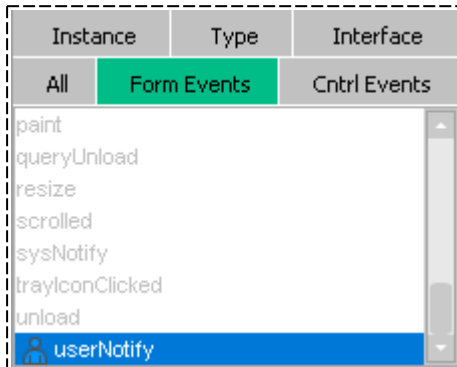 Instance Type Interface
All Form Events Cntrl Events
paint
queryUnload
resize
scrolled
sysNotify
trayIconClicked
unload
userNotify